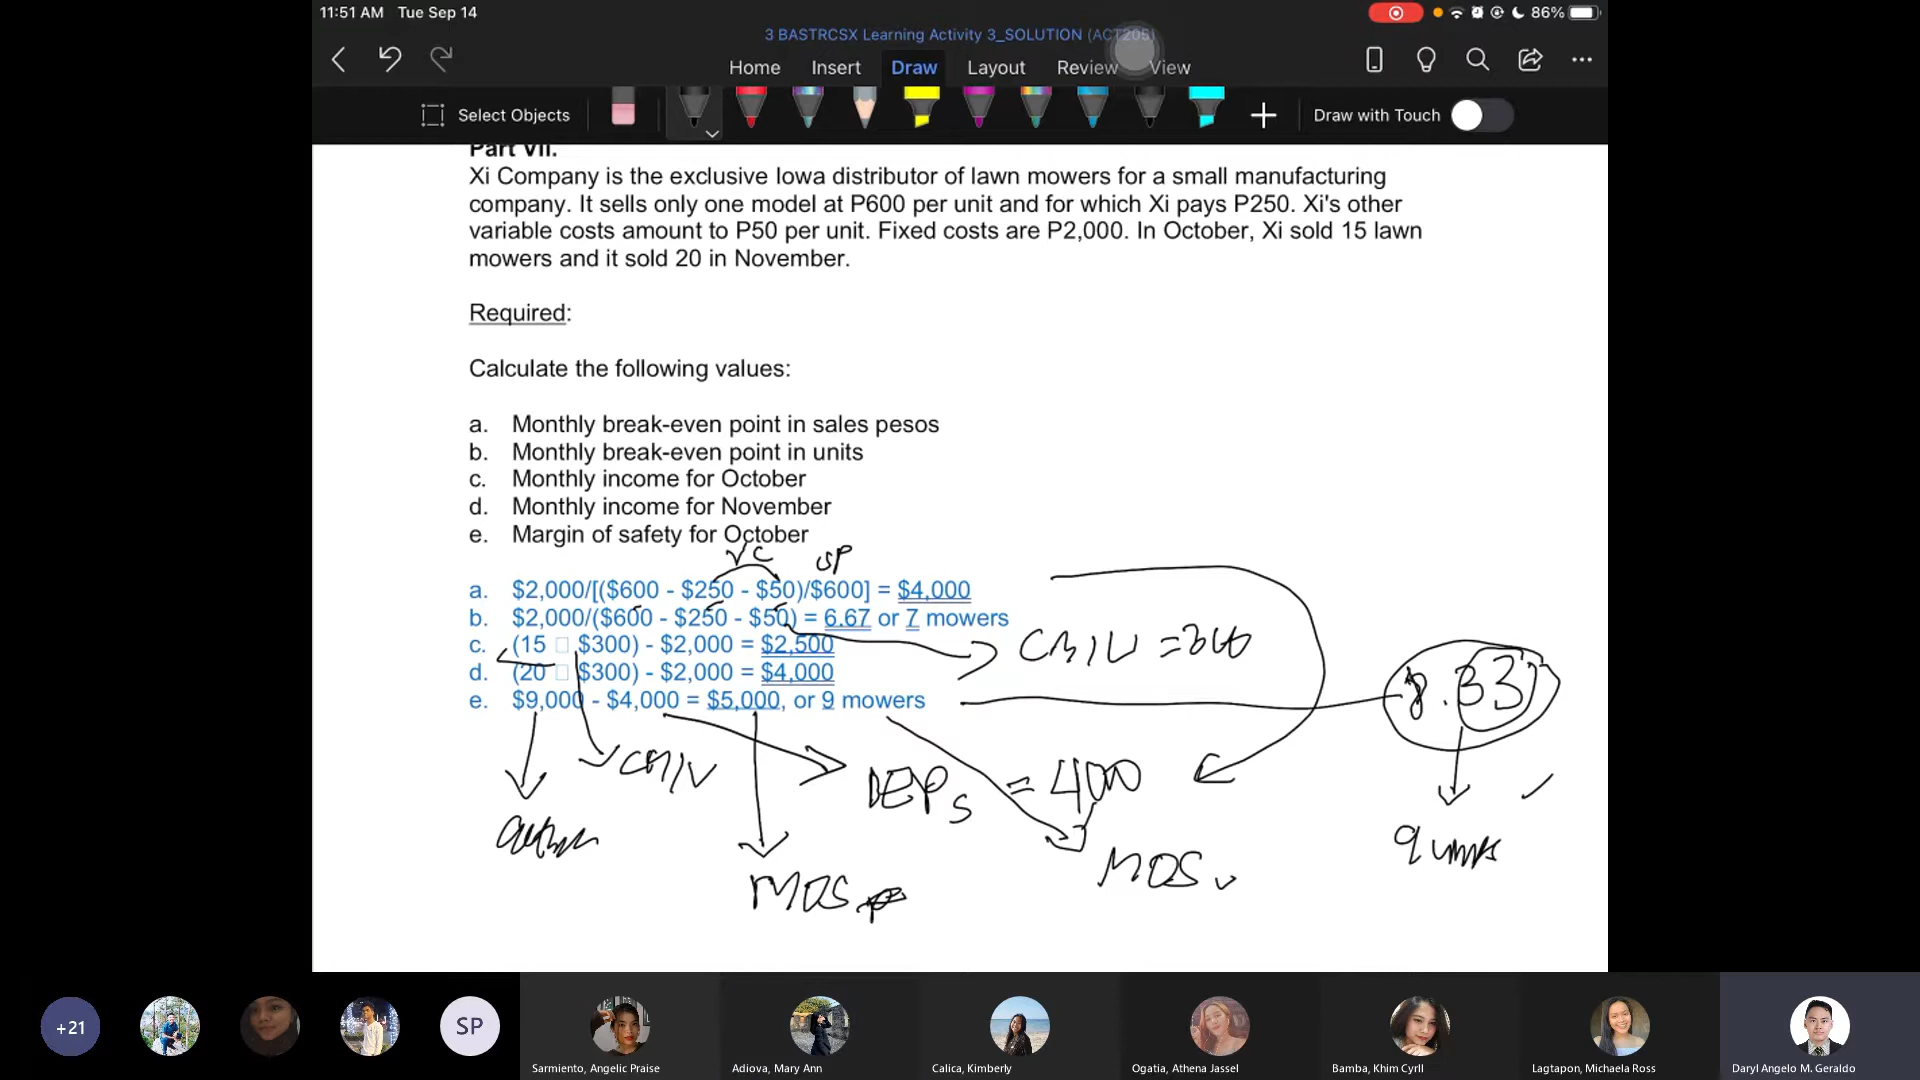 11:51 AM Tue Sep 14
86%
3 BASTRCSX Learning Activity 3_SOLUTION (ACT205)
Home Insert Draw Layout Review View
Select Objects
Draw with Touch
Part VII.
Xi Company is the exclusive Iowa distributor of lawn mowers for a small manufacturing
company. It sells only one model at P600 per unit and for which Xi pays P250. Xi's other
variable costs amount to P50 per unit. Fixed costs are P2,000. In October, Xi sold 15 lawn
mowers and it sold 20 in November.
Required:
Calculate the following values:
a. Monthly break-even point in sales pesos
b. Monthly break-even point in units
c. Monthly income for October
d. Monthly income for November
e. Margin of safety for October
VC SP
a. $2,000/[($600 - $250 - $50)/$600] = $4,000
b. $2,000/($600 - $250 - $50) = 6.67 or 7 mowers
c. (15 □ $300) - $2,000 = $2,500
d. (20 □ $300) - $2,000 = $4,000
e. $9,000 - $4,000 = $5,000, or 9 mowers
CM/U = 300
8.33
CM/U
BEPs = 400
9 units
MOS
MOS
+21
SP
Sarmiento, Angelic Praise
Adiova, Mary Ann
Calica, Kimberly
Ogatia, Athena Jassel
Bamba, Khim Cyrll
Lagtapon, Michaela Ross
Daryl Angelo M. Geraldo